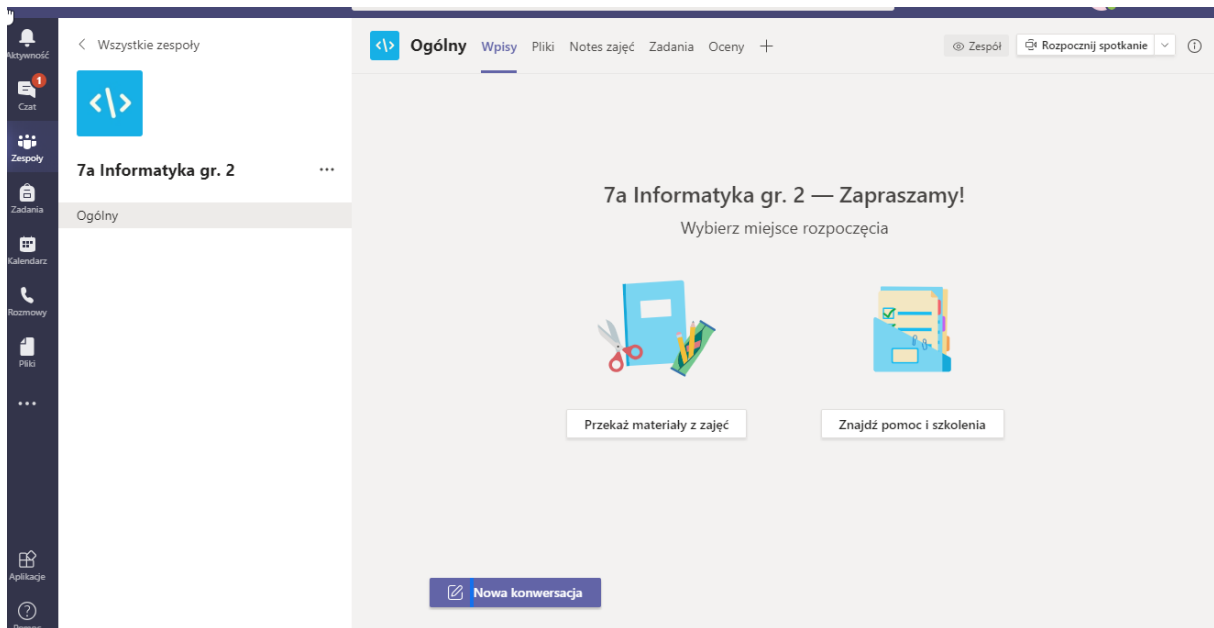 Aktywność
1
Czat
Zespoły
Zadania
Kalendarz
Rozmowy
Pliki
Aplikacje
Pomoc
Wszystkie zespoły
7a Informatyka gr. 2
Ogólny
Ogólny Wpisy Pliki Notes zajęć Zadania Oceny
Zespół Rozpocznij spotkanie
7a Informatyka gr. 2 — Zapraszamy!
Wybierz miejsce rozpoczęcia
Przekaż materiały z zajęć Znajdź pomoc i szkolenia
Nowa konwersacja